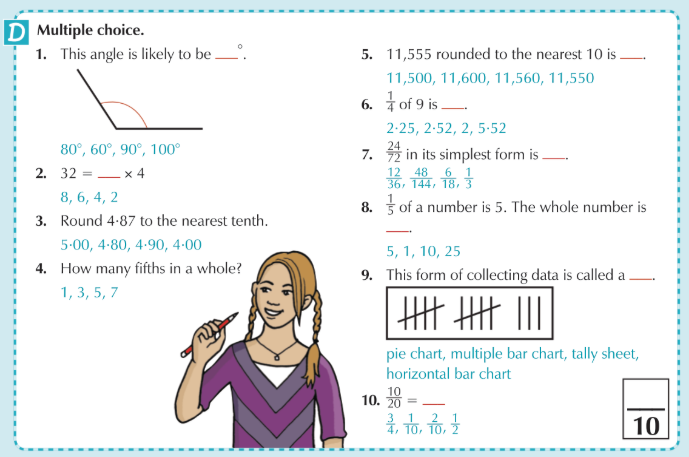 D Multiple choice.
1. This angle is likely to be ___°.
80°, 60°, 90°, 100°
2. 32 = ___ × 4
8, 6, 4, 2
3. Round 4·87 to the nearest tenth.
5·00, 4·80, 4·90, 4·00
4. How many fifths in a whole?
1, 3, 5, 7
5. 11,555 rounded to the nearest 10 is ___.
11,500, 11,600, 11,560, 11,550
6. 1/4 of 9 is ___.
2·25, 2·52, 2, 5·52
7. 24/72 in its simplest form is ___.
12/36, 48/144, 6/18, 1/3
8. 1/5 of a number is 5. The whole number is
___.
5, 1, 10, 25
9. This form of collecting data is called a ___.
pie chart, multiple bar chart, tally sheet,
horizontal bar chart
10. 10/20 = ___
3/4, 1/10, 2/10, 1/2
10